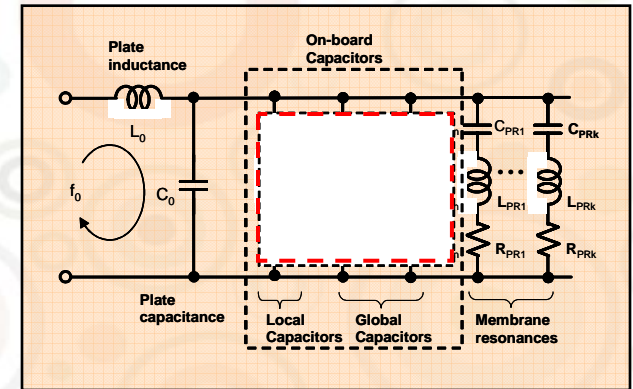 Plate
inductance
On-board
Capacitors
L0
CPR1
CPRk
f0
C0
LPR1
LPRk
RPR1
RPRk
Plate
capacitance
Local
Capacitors
Global
Capacitors
Membrane
resonances